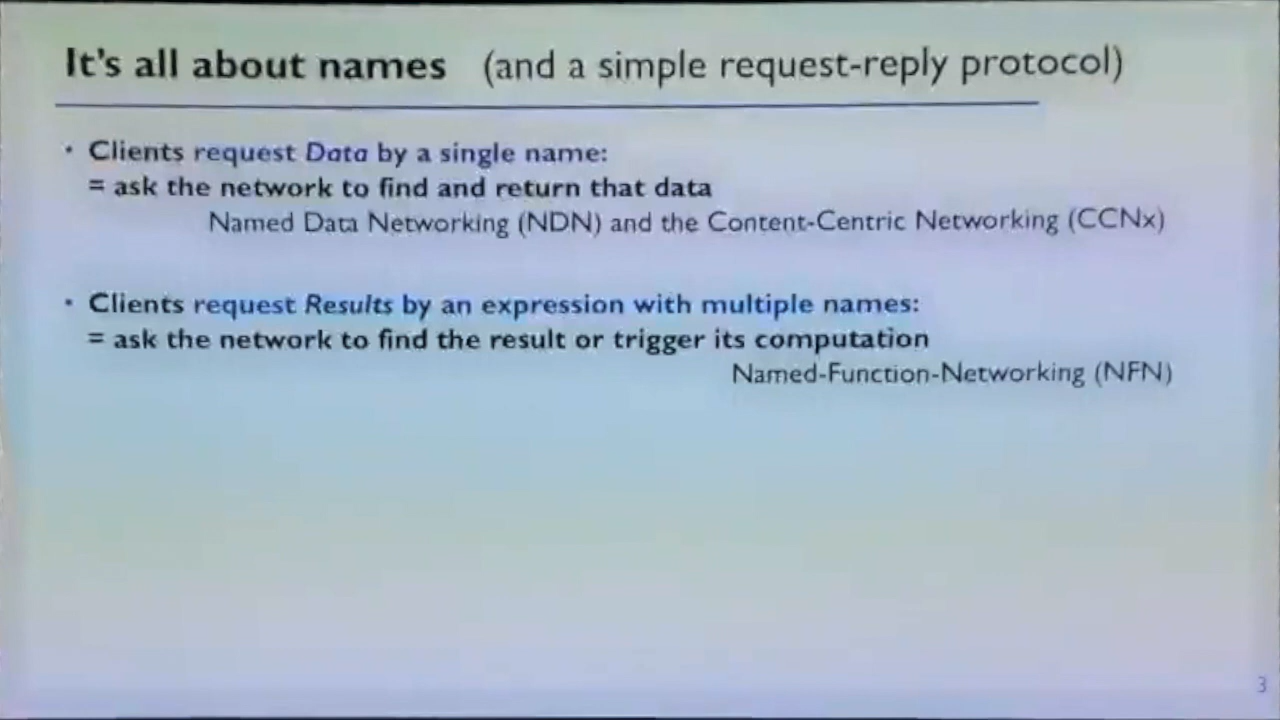 It's all about names (and a simple request-reply protocol)
• Clients request Data by a single name:
= ask the network to find and return that data
Named Data Networking (NDN) and the Content-Centric Networking (CCNx)
• Clients request Results by an expression with multiple names:
= ask the network to find the result or trigger its computation
Named-Function-Networking (NFN)
3